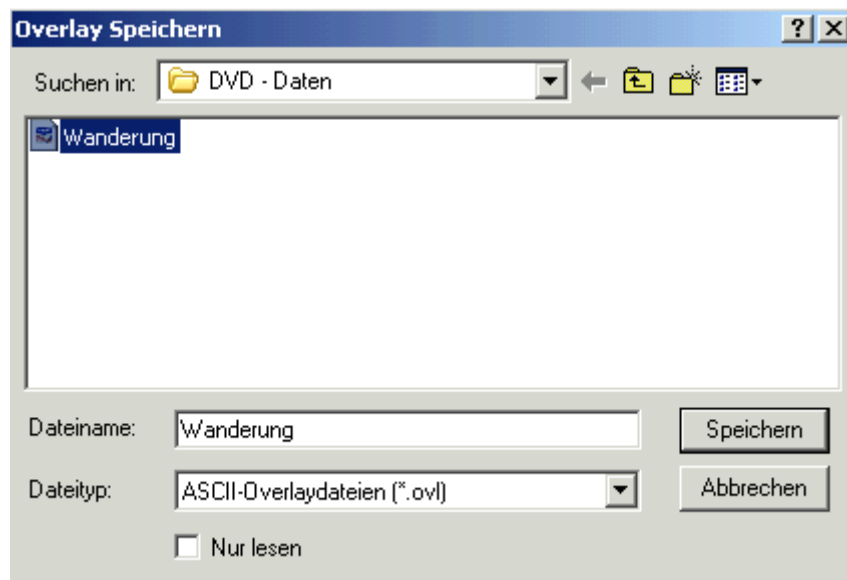 Overlay Speichern
Suchen in: DVD - Daten
Wanderung
Dateiname: Wanderung Speichern
Dateityp: ASCII-Overlaydateien (*.ovl) Abbrechen
Nur lesen